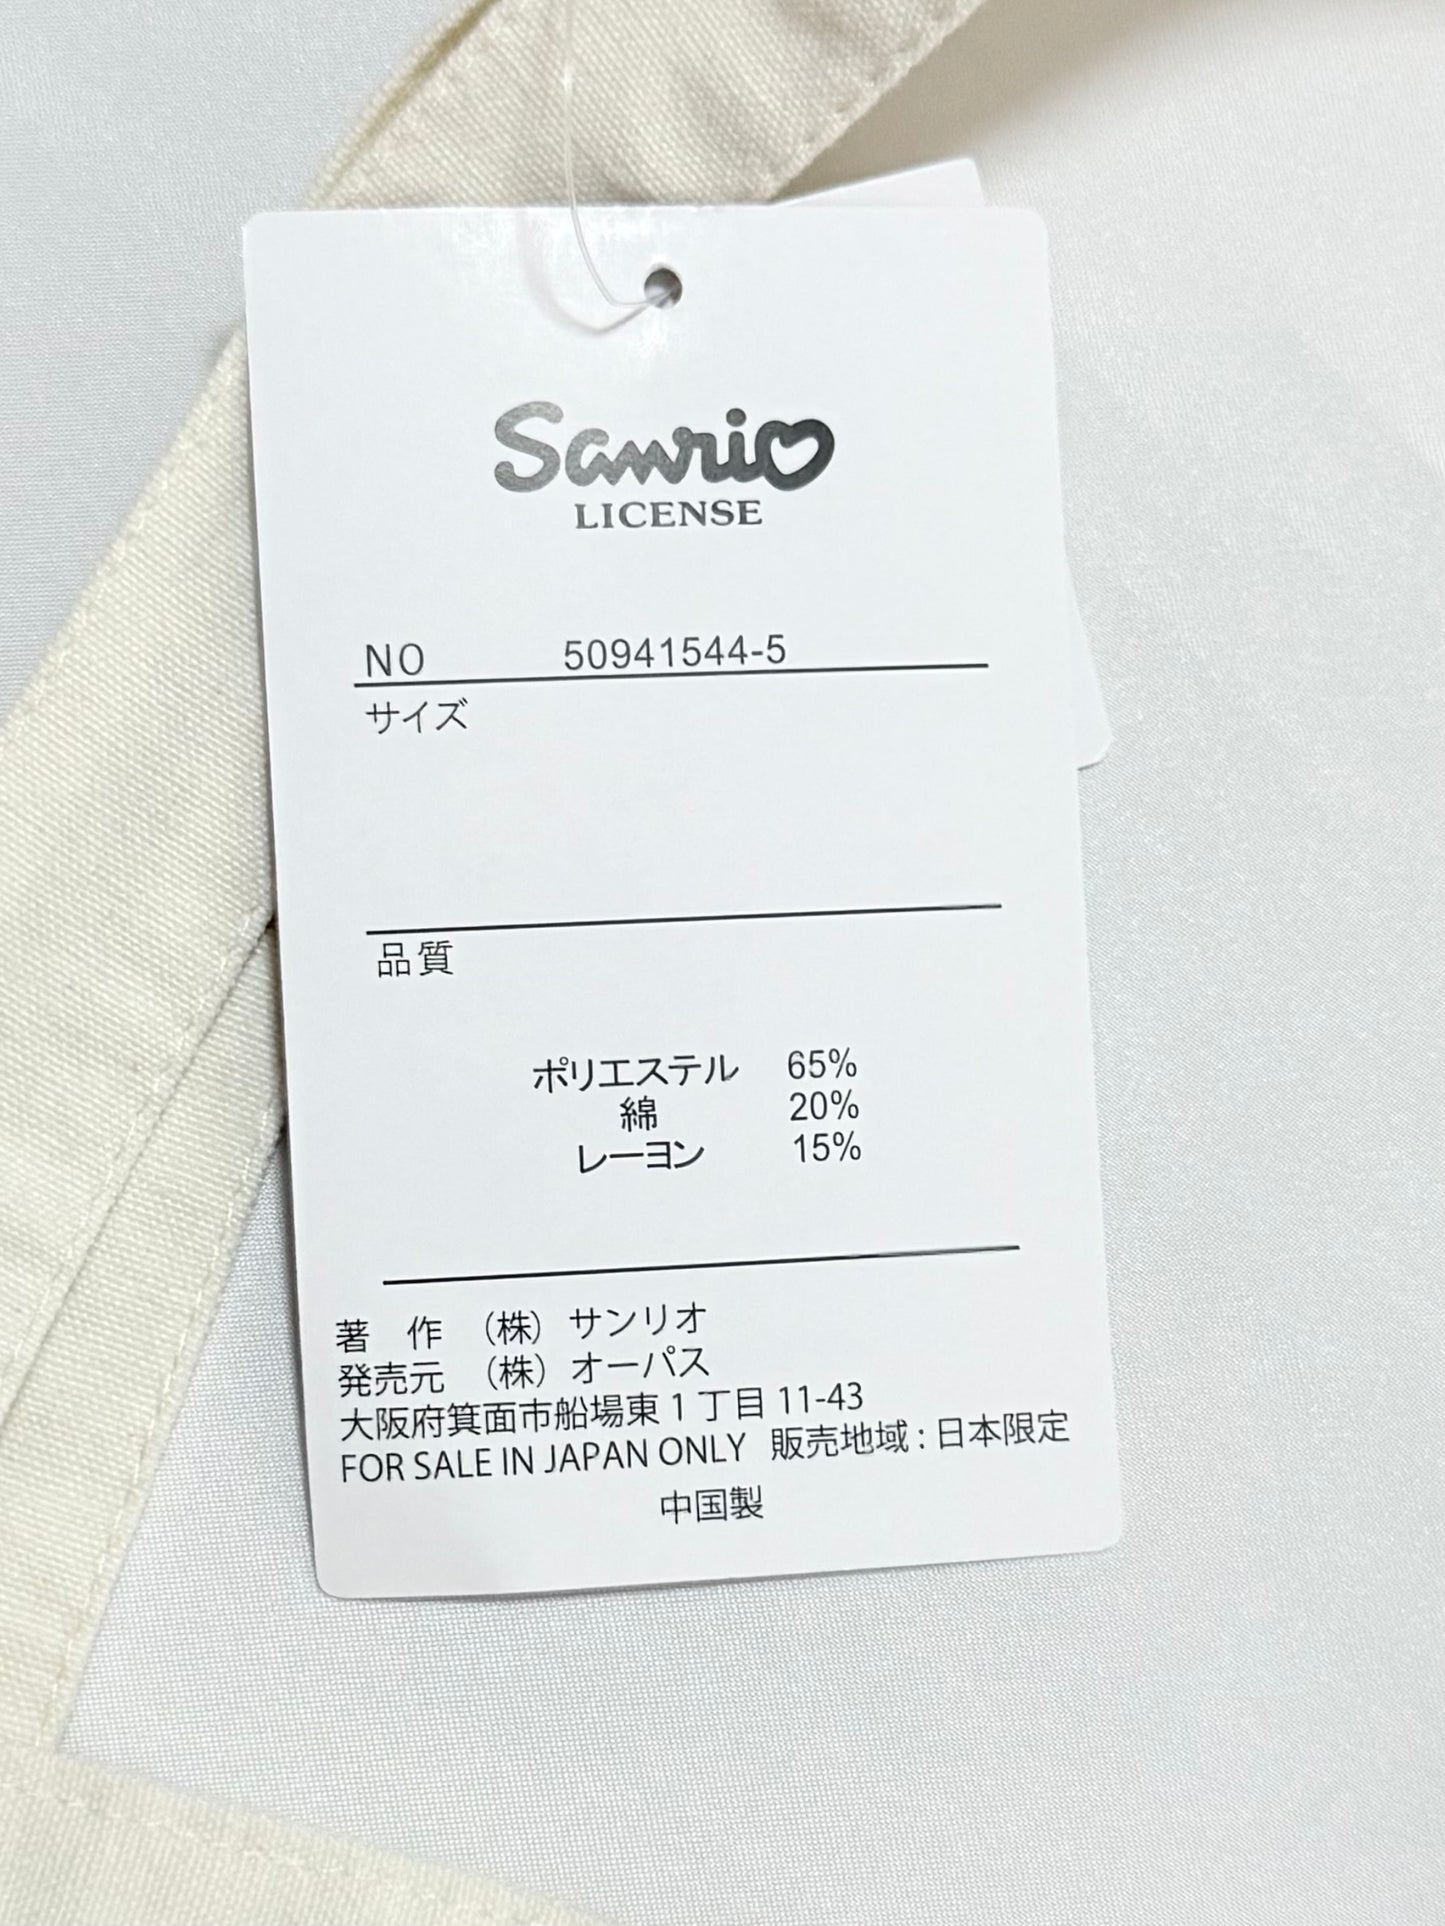 Sanrio
LICENSE
NO 50941544-5
サイズ
品質
ポリエステル 65%
綿 20%
レーヨン 15%
著 作 (株) サンリオ
発売元 (株) オーパス
大阪府箕面市船場東1丁目11-43
FOR SALE IN JAPAN ONLY 販売地域:日本限定
中国製